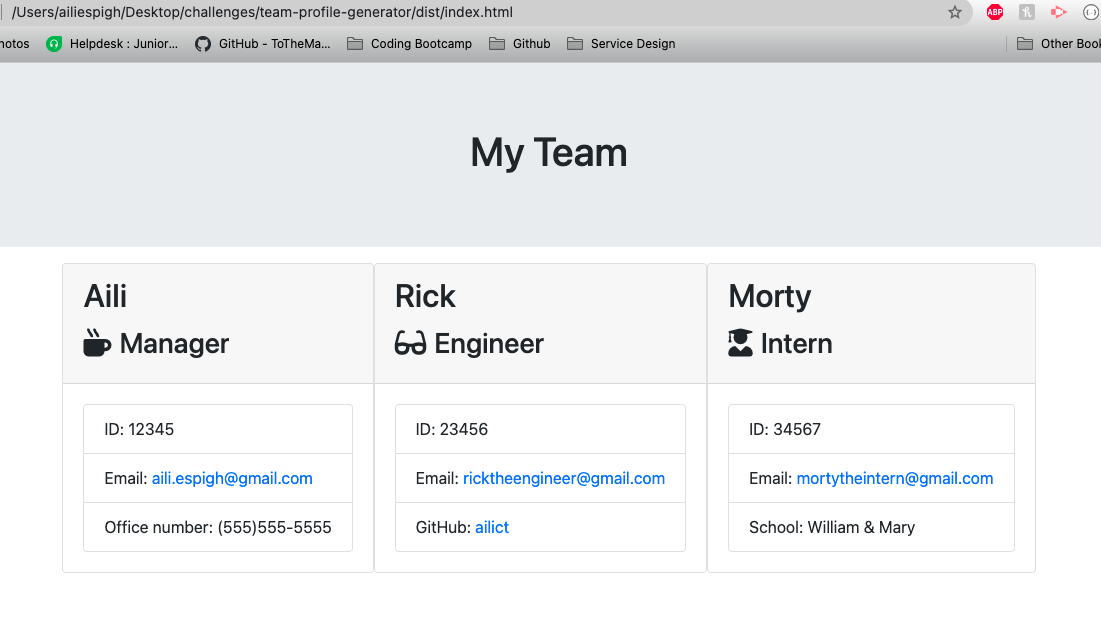 /Users/ailiespigh/Desktop/challenges/team-profile-generator/dist/index.html
ABP
hotos Helpdesk : Junior... GitHub - ToTheMa... Coding Bootcamp Github Service Design Other Book
My Team
Aili
Manager
ID: 12345
Email: aili.espigh@gmail.com
Office number: (555)555-5555
Rick
Engineer
ID: 23456
Email: ricktheengineer@gmail.com
GitHub: ailict
Morty
Intern
ID: 34567
Email: mortytheintern@gmail.com
School: William & Mary